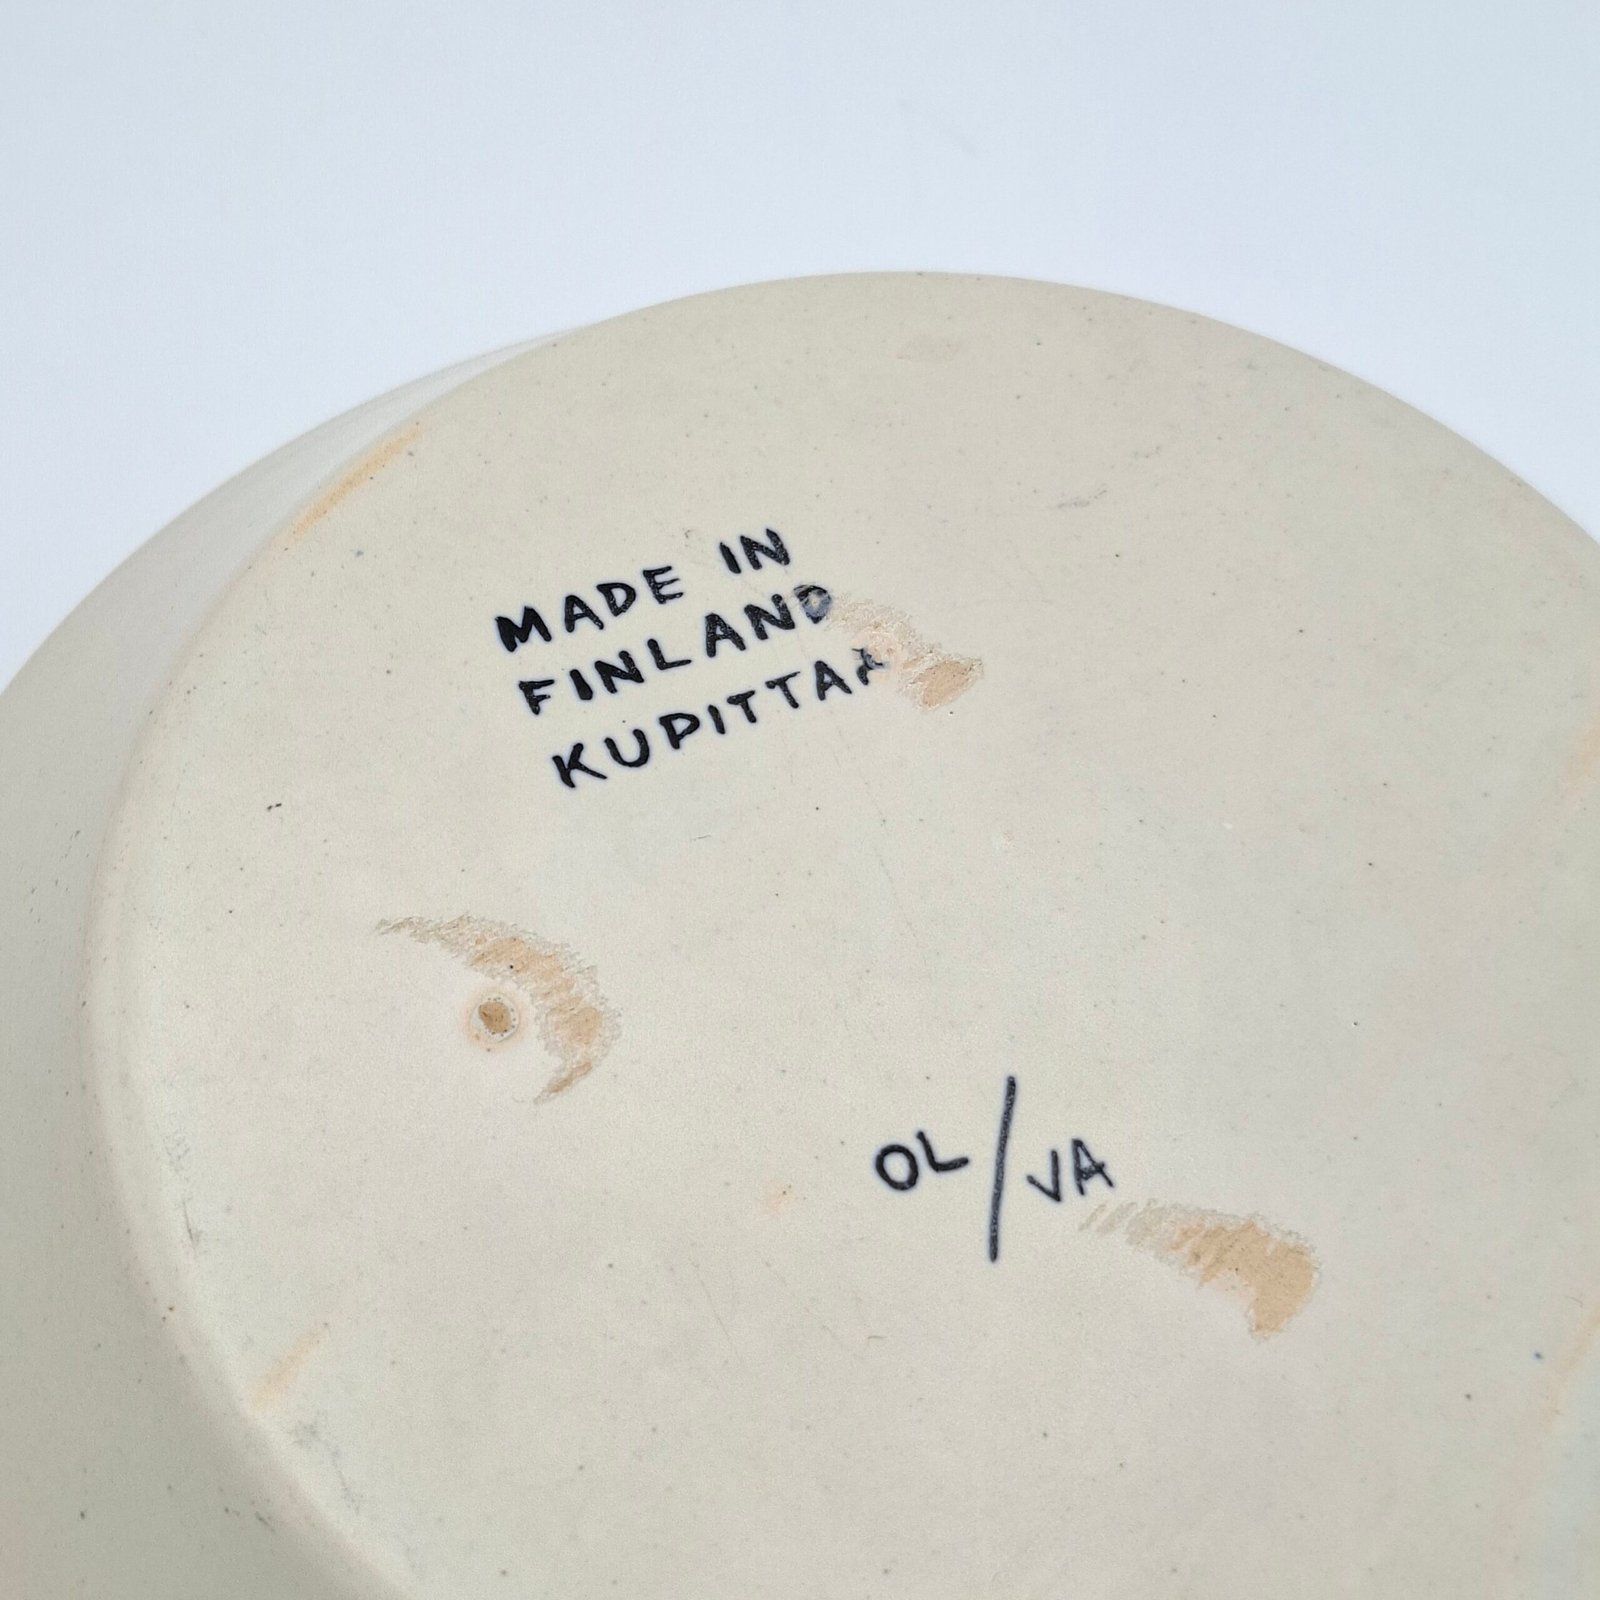 MADE IN
FINLAND
KUPITTAA
OL/VA